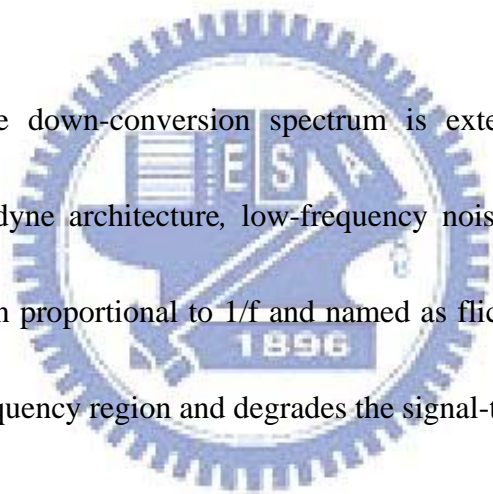 e down-conversion spectrum is exte
dyne architecture, low-frequency nois
E S A
n proportional to 1/f and named as flic
1896
quency region and degrades the signal-t